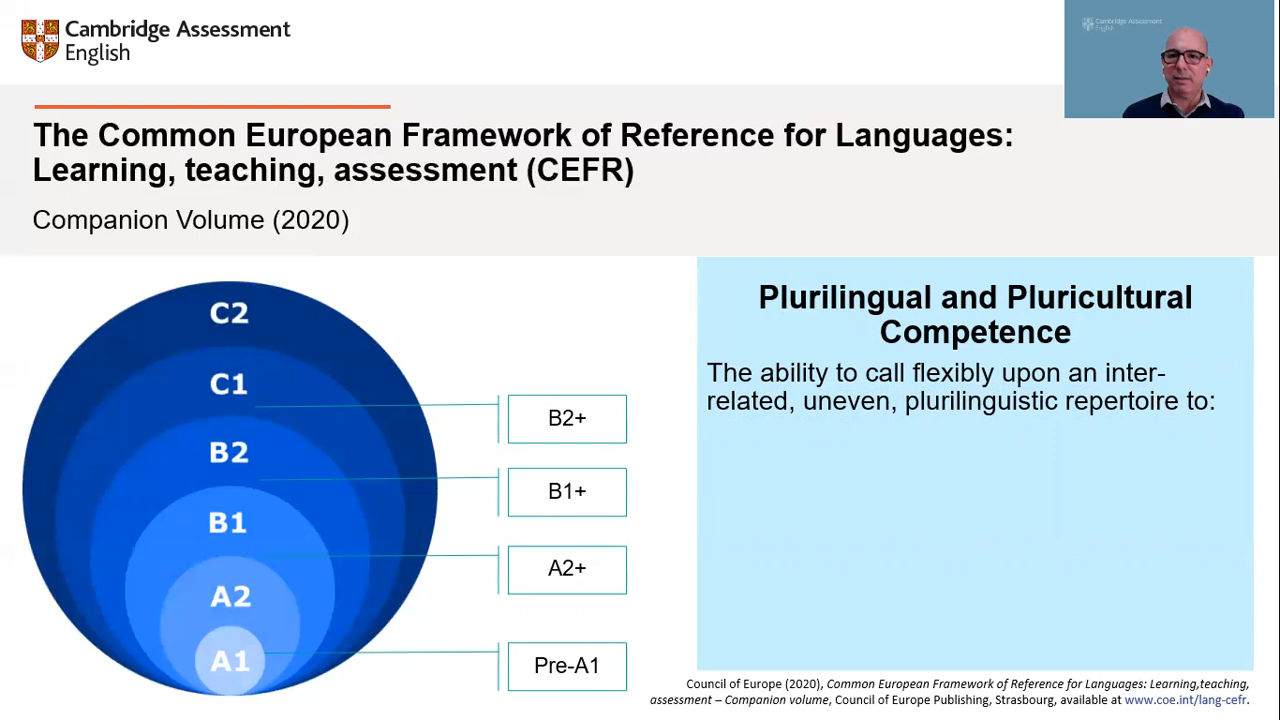 Cambridge Assessment
English
Cambridge Assessment
English
The Common European Framework of Reference for Languages:
Learning, teaching, assessment (CEFR)
Companion Volume (2020)
C2
C1
B2
B1
A2
A1
B2+
B1+
A2+
Pre-A1
Plurilingual and Pluricultural
Competence
The ability to call flexibly upon an inter-
related, uneven, plurilinguistic repertoire to:
Council of Europe (2020), Common European Framework of Reference for Languages: Learning,teaching,
assessment – Companion volume, Council of Europe Publishing, Strasbourg, available at www.coe.int/lang-cefr.